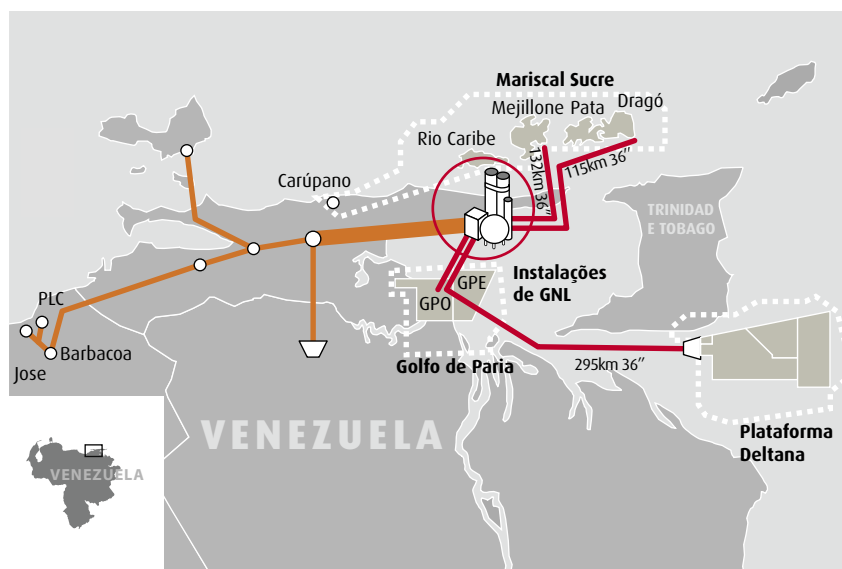 Mariscal Sucre
Mejillone Pata
Dragó
Rio Caribe
132km 36”
115km 36”
Carúpano
TRINIDAD
E TOBAGO
Instalações
de GNL
GPE
GPO
PLC
Barbacoa
Jose
Golfo de Paria
295km 36”
VENEZUELA
Plataforma
Deltana
VENEZUELA